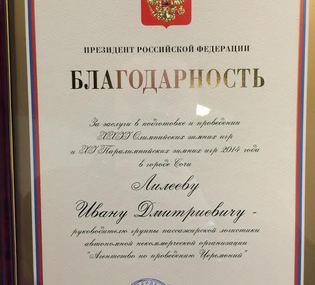 ПРЕЗИДЕНТ РОССИЙСКОЙ ФЕДЕРАЦИИ
БЛАГОДАРНОСТЬ
За заслуги в подготовке и проведении
XXII Олимпийских зимних игр
и XI Паралимпийских зимних игр 2014 года
в городе Сочи
Лилееву
Ивану Дмитриевичу -
руководителю группы пассажирской логистики
автономной некоммерческой организации
"Агентство по проведению Церемоний"